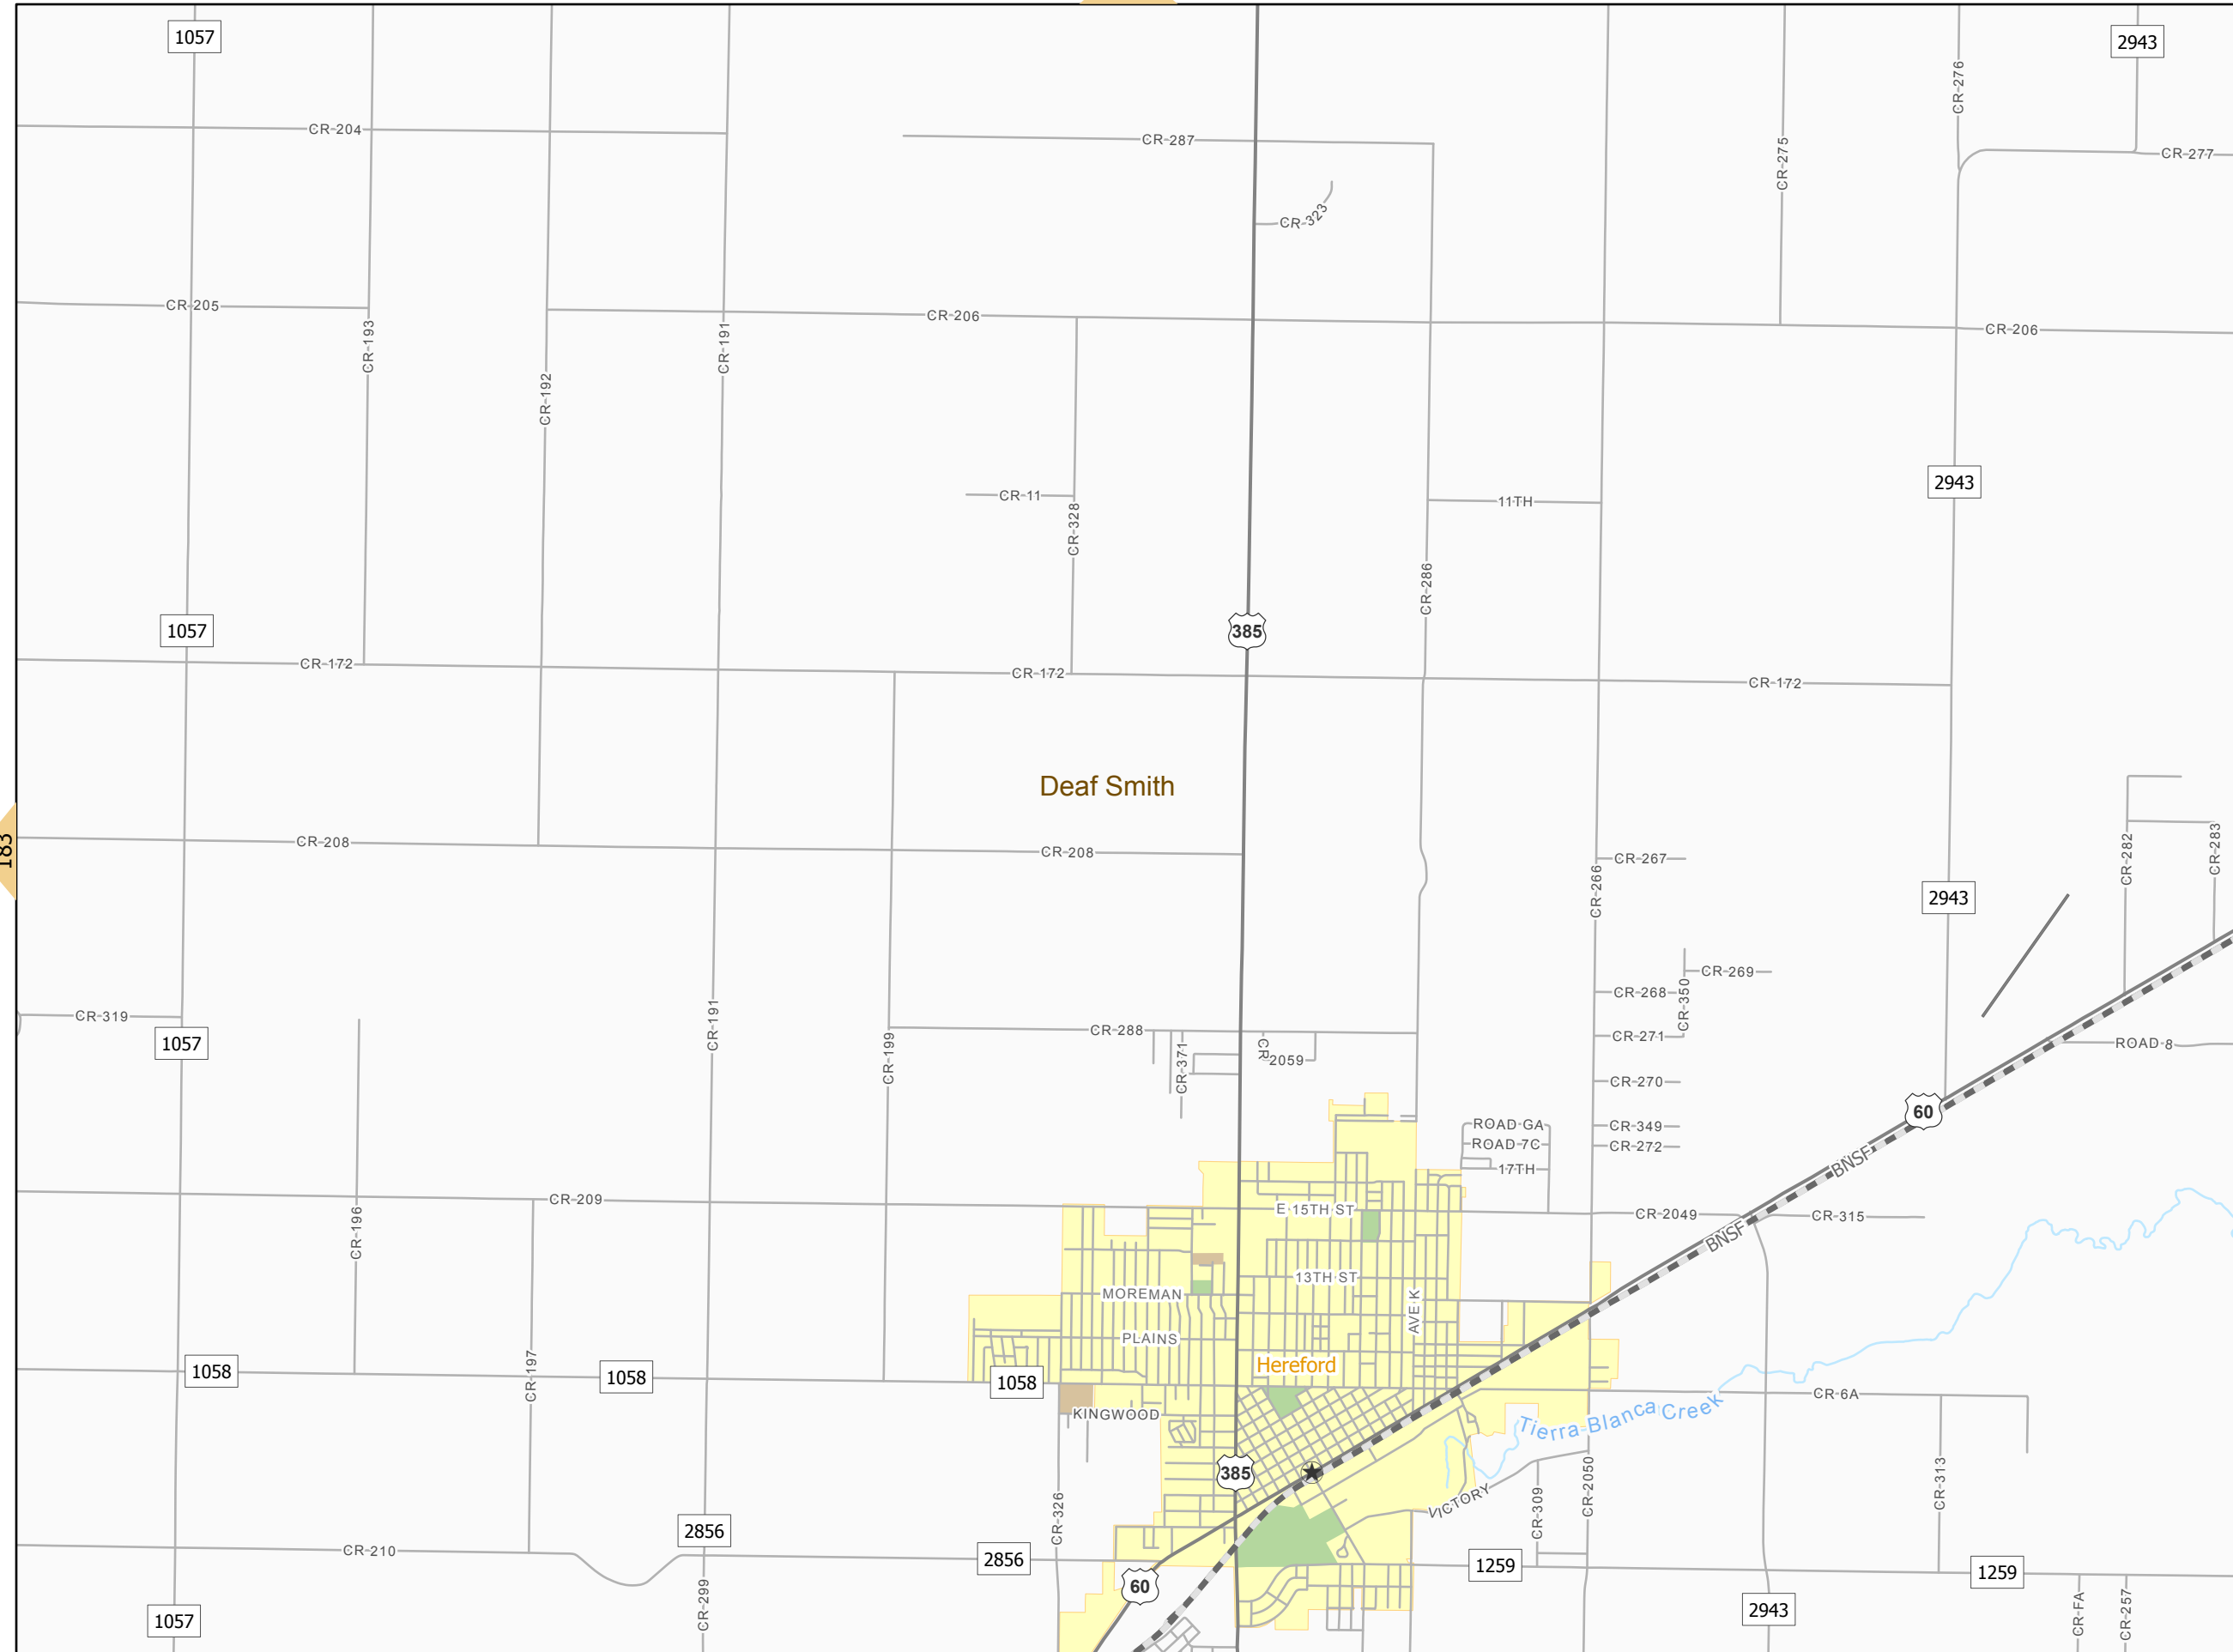 1057
2943
CR-276
CR-204
CR-287
CR-275
CR-277
CR-323
CR-205
CR-206
CR-206
CR-193
CR-191
CR-192
2943
CR-11
11TH
CR-328
CR-286
1057
385
CR-172
CR-172
CR-172
Deaf Smith
183
CR-208
CR-208
CR-267
CR-282
CR-283
CR-266
2943
CR-269
CR-268
CR-350
CR-319
1057
CR-191
CR-199
CR-288
CR-371
CR 2059
CR-271
ROAD 8
CR-270
60
ROAD GA
CR-349
ROAD 7C
CR-272
17TH
BNSF
CR-209
CR-196
E 15TH ST
CR-2049
BNSF
CR-315
13TH ST
MOREMAN
AVE K
PLAINS
Hereford
1058
CR-197
1058
1058
CR-6A
KINGWOOD
Tierra Blanca Creek
385
CR-2050
CR-313
VICTORY
CR-309
CR-326
2856
CR-210
2856
1259
1259
60
CR-299
1057
2943
CR-FA
CR-257